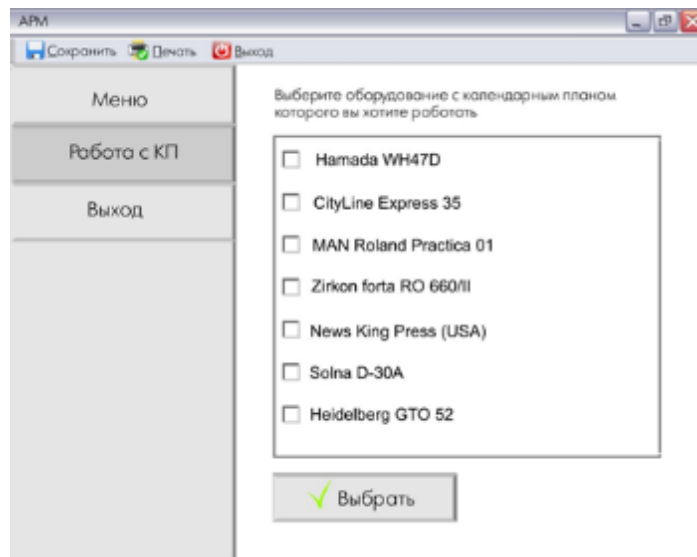 АРМ
Сохранить Печать Выход
Меню
Работа с КП
Выход
Выберите оборудование с календарным планом
которого вы хотите работать
Hamada WH47D
CityLine Express 35
MAN Roland Practica 01
Zirkon forta RO 660/II
News King Press (USA)
Solna D-30A
Heidelberg GTO 52
Выбрать